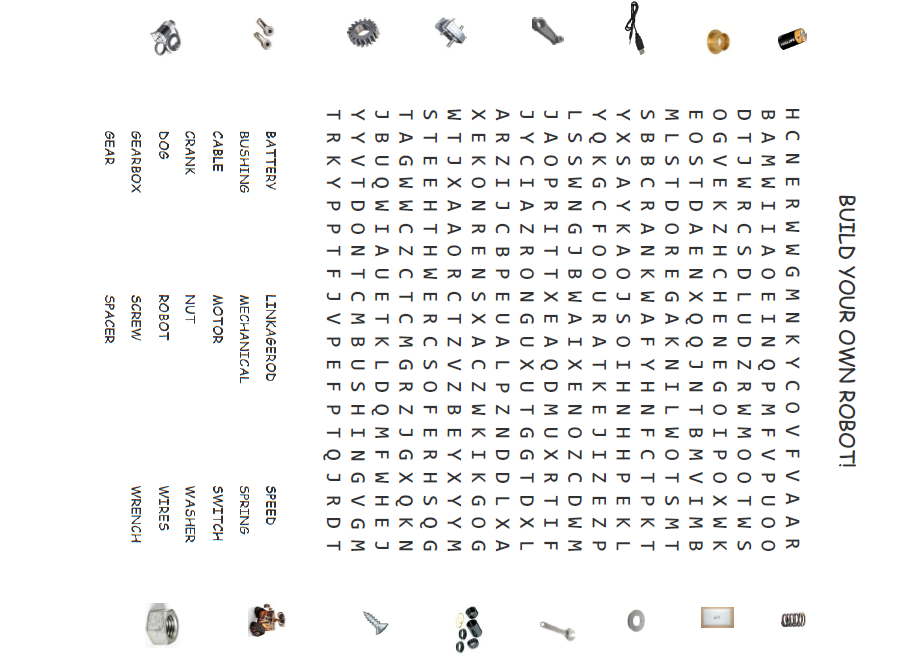 BUILD YOUR OWN ROBOT!
H C N E R W W G M N K Y C O V F V A A R
B A M W I I A O E I N Q P M F V P U O O
D T J W R C S D L U D Z R W M O O T W S
O G V E K Z H C H E N E G O I P O X W K
E O S T D A E N X Q Q J N T B M V I M B
M L S T D O R E G A K N I L W O T S M T
S B B C R A N K W A F Y H N F C T P K T
Y X S A Y K A O J S O I H N H H P E K L
Y Q K G C F O O U R A T K E J I Z E Z P
L S S W N G J B W A I X E N O Z C D W M
J A O P R I T T X E A Q D M U X R T I F
J Y C I A Z R O N G U X U T G G T D X L
A R Z I J C B P E U A L P Z N D D L X A
X E K O N R E N S X A C Z W K I K G O G
W T J X A A O R C T Z V Z B E Y X Y Y M
S T E E H T H W E R C S O F E R H S Q G
T A G W W C Z C T C M G R Z J G X Q K N
J B U Q W I A U E T K L D Q M F W H E J
Y Y V T D O N T C M B U S H I N G V G M
T R K Y P P T F J V P E F P T Q J R D T
BATTERY LINKAGEROD SPEED
BUSHING MECHANICAL SPRING
CABLE MOTOR SWITCH
CRANK NUT WASHER
DOG ROBOT WIRES
GEARBOX SCREW WRENCH
GEAR SPACER